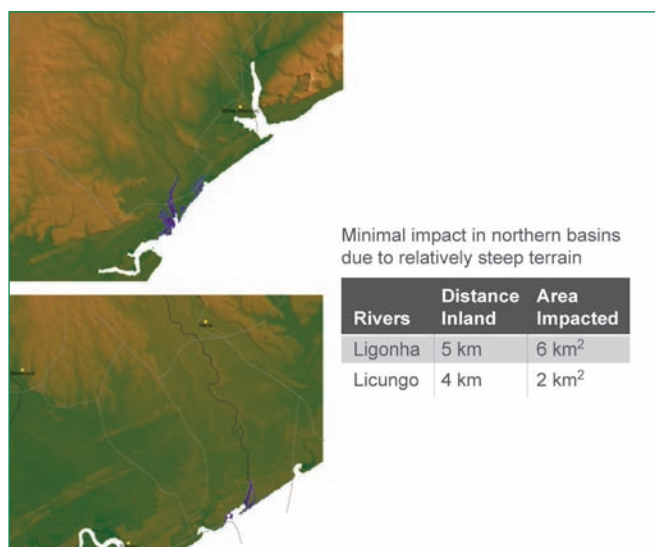 Minimal impact in northern basins
due to relatively steep terrain
Rivers Distance Inland Area Impacted
Ligonha 5 km 6 km²
Licungo 4 km 2 km²